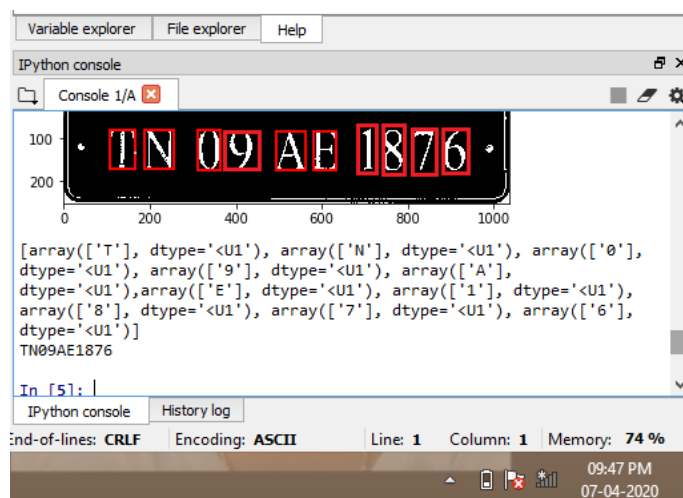 Variable explorer File explorer Help
IPython console
Console 1/A
100
200
TN 09 AE 1876
0 200 400 600 800 1000
[array(['T'], dtype='<U1'), array(['N'], dtype='<U1'), array(['0'],
dtype='<U1'), array(['9'], dtype='<U1'), array(['A'],
dtype='<U1'),array(['E'], dtype='<U1'), array(['1'], dtype='<U1'),
array(['8'], dtype='<U1'), array(['7'], dtype='<U1'), array(['6'],
dtype='<U1')]
TN09AE1876
In [5]:
IPython console History log
End-of-lines: CRLF Encoding: ASCII Line: 1 Column: 1 Memory: 74 %
09:47 PM
07-04-2020